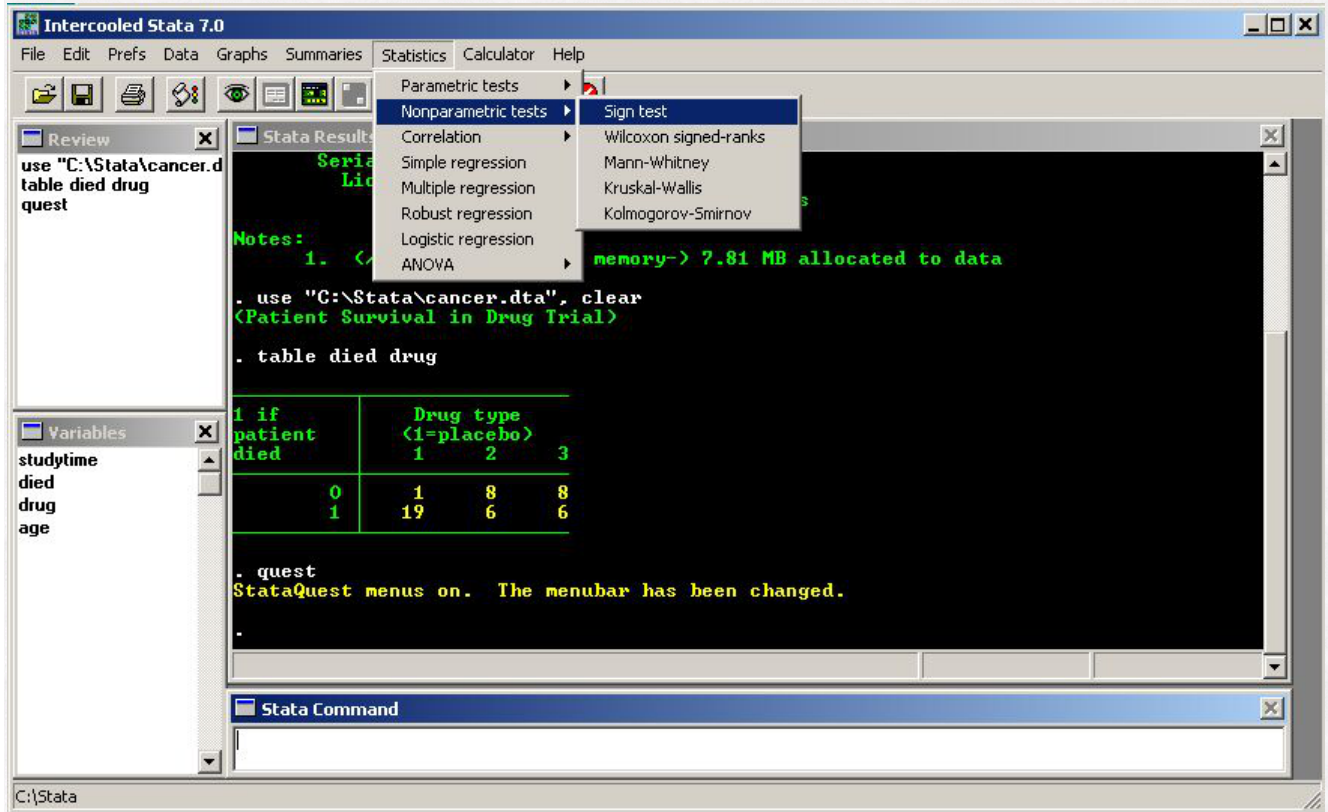 Intercooled Stata 7.0
File Edit Prefs Data Graphs Summaries Statistics Calculator Help
Parametric tests
Nonparametric tests
Correlation
Simple regression
Multiple regression
Robust regression
Logistic regression
ANOVA
Sign test
Wilcoxon signed-ranks
Mann-Whitney
Kruskal-Wallis
Kolmogorov-Smirnov
Review
use "C:\Stata\cancer.d
table died drug
quest
Variables
studytime
died
drug
age
Stata Results
Notes:
1. memory-) 7.81 MB allocated to data
. use "C:\Stata\cancer.dta", clear
(Patient Survival in Drug Trial)
. table died drug
1 if Drug type
patient (1=placebo)
died 1 2 3
0 1 8 8
1 19 6 6
. quest
StataQuest menus on. The menubar has been changed.
.
Stata Command
C:\Stata